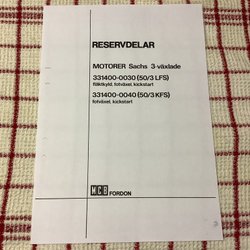 RESERVDELAR
MOTORER Sachs 3-växlade
331400-0030 (50/3 LFS)
fläktkyld, fotväxel, kickstart
331400-0040 (50/3 KFS)
fotväxel, kickstart
MCB FORDON